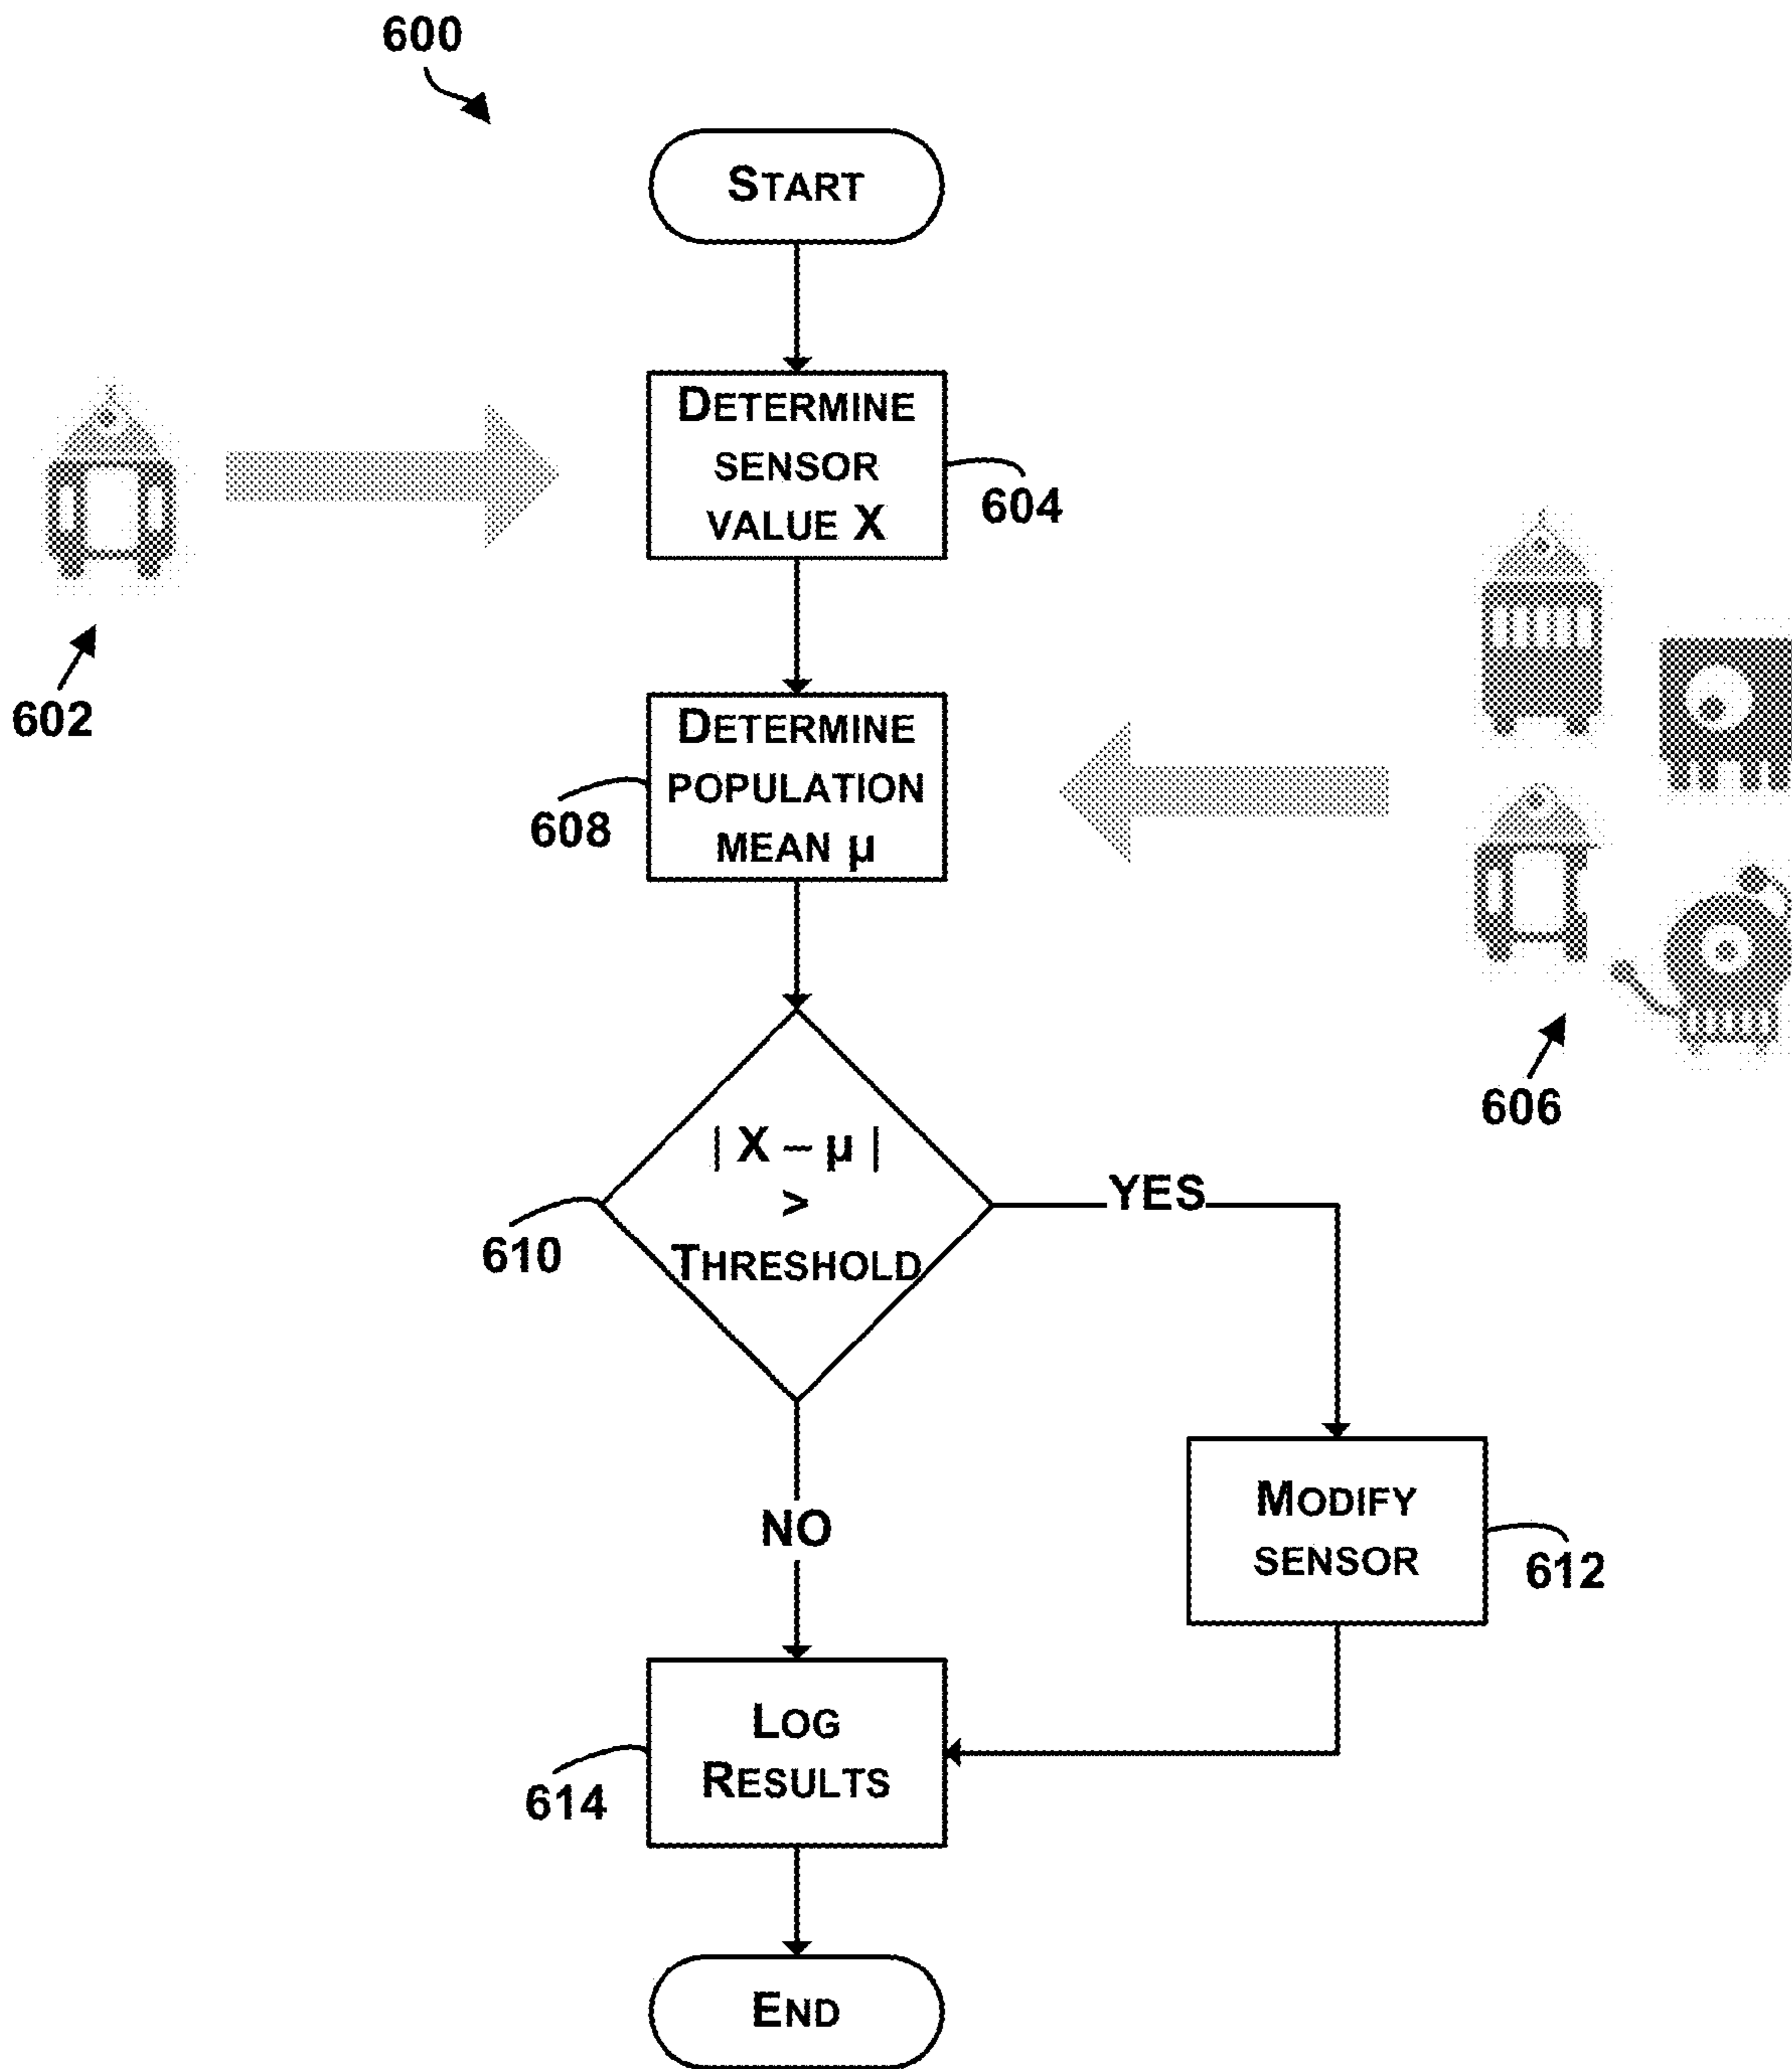 600
START
DETERMINE
SENSOR
VALUE X
604
602
DETERMINE
POPULATION
MEAN µ
608
606
| X – µ |
>
THRESHOLD
610
YES
NO
MODIFY
SENSOR
612
LOG
RESULTS
614
END